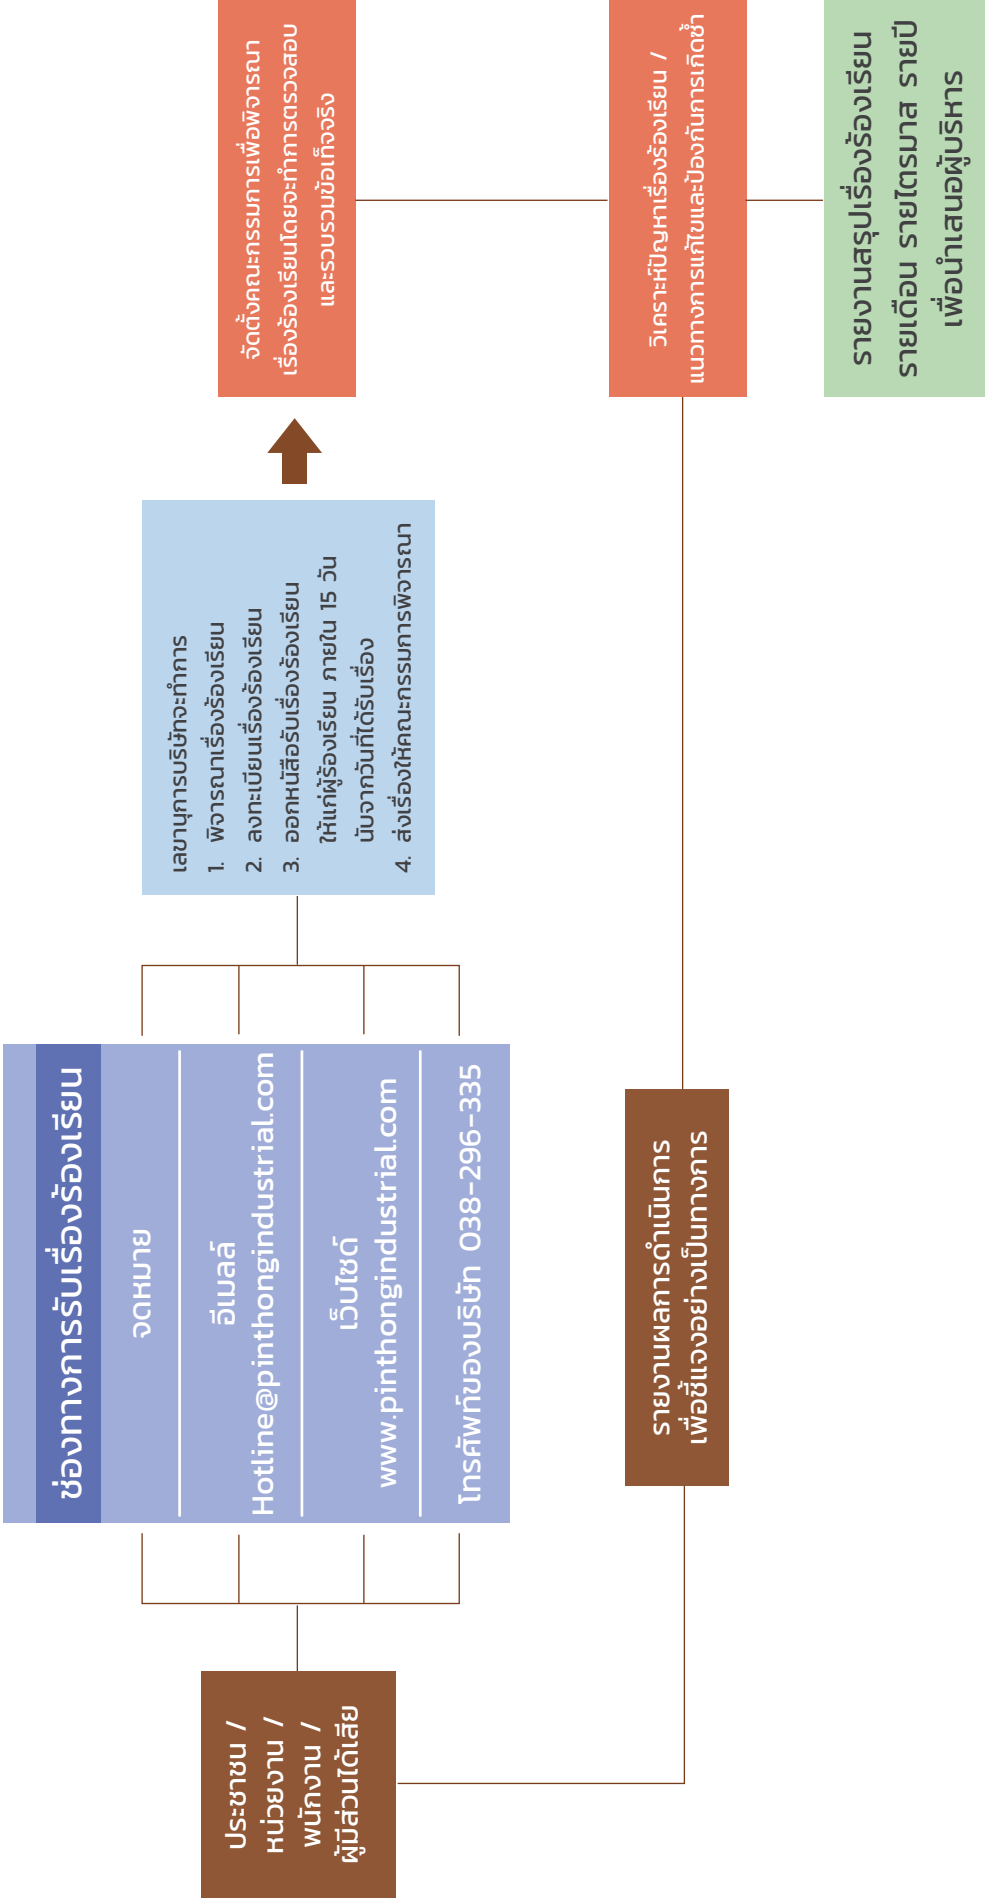 ประชาชน /
หน่วยงาน /
พนักงาน /
ผู้มีส่วนได้เสีย
ช่องทางการรับเรื่องร้องเรียน
จดหมาย
อีเมลล์
Hotline@pinthongindustrial.com
เว็บไซต์
www.pinthongindustrial.com
โทรศัพท์ของบริษัท 038-296-335
เลขานุการบริษัทจะทำการ
1. พิจารณาเรื่องร้องเรียน
2. ลงทะเบียนเรื่องร้องเรียน
3. ออกหนังสือรับเรื่องร้องเรียน
ให้แก่ผู้ร้องเรียน ภายใน 15 วัน
นับจากวันที่ได้รับเรื่อง
4. ส่งเรื่องให้คณะกรรมการพิจารณา
จัดตั้งคณะกรรมการเพื่อพิจารณา
เรื่องร้องเรียนโดยจะทำการตรวจสอบ
และรวบรวมข้อเท็จจริง
วิเคราะห์ปัญหาเรื่องร้องเรียน /
แนวทางการแก้ไขและป้องกันการเกิดซ้ำ
รายงานผลการดำเนินการ
เพื่อชี้แจงอย่างเป็นทางการ
รายงานสรุปเรื่องร้องเรียน
รายเดือน รายไตรมาส รายปี
เพื่อนำเสนอผู้บริหาร